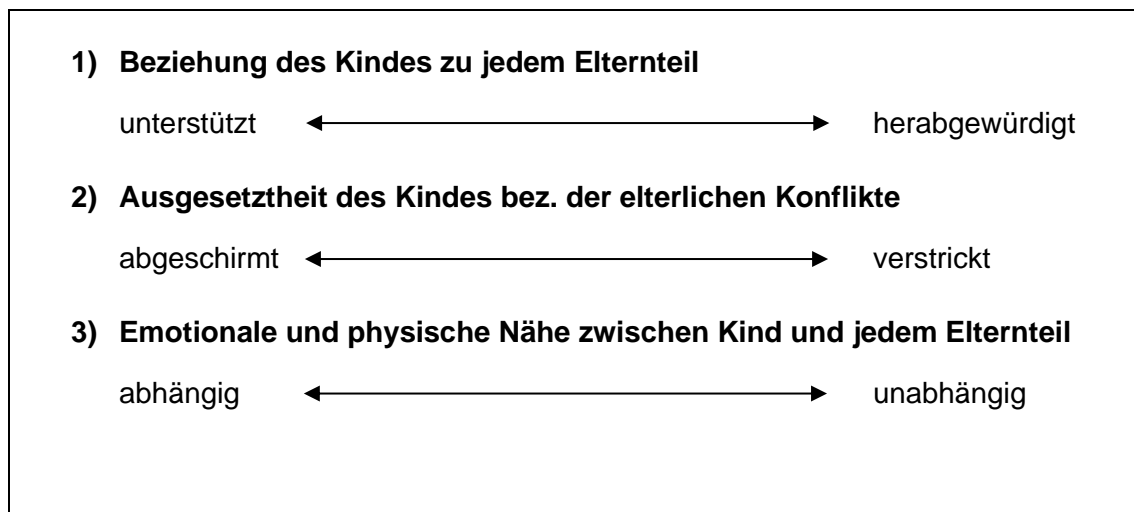 1) Beziehung des Kindes zu jedem Elternteil
unterstützt herabgewürdigt
2) Ausgesetztheit des Kindes bez. der elterlichen Konflikte
abgeschirmt verstrickt
3) Emotionale und physische Nähe zwischen Kind und jedem Elternteil
abhängig unabhängig